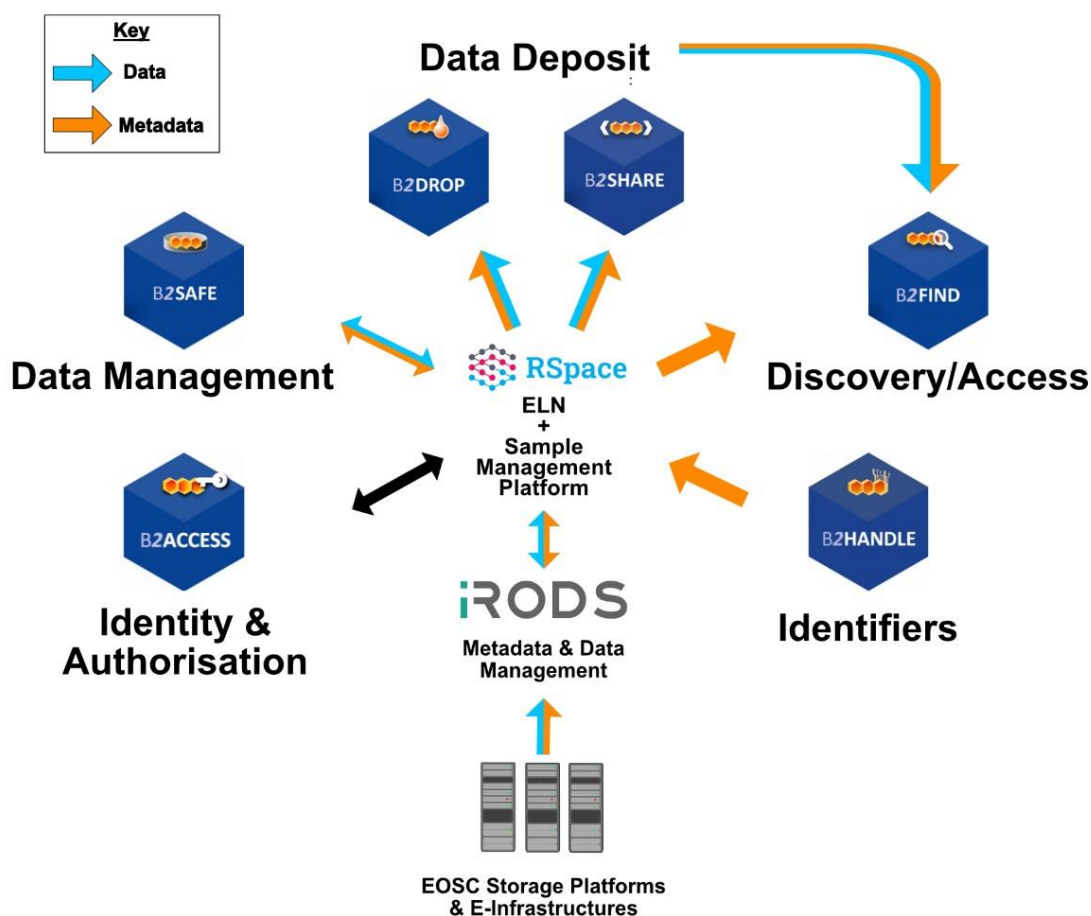 Key
Data
Metadata
Data Deposit
:
B2DROP
B2SHARE
B2SAFE
Data Management
B2FIND
Discovery/Access
RSpace
ELN
+
Sample
Management
Platform
B2ACCESS
Identity &
Authorisation
B2HANDLE
Identifiers
iRODS
Metadata & Data
Management
EOSC Storage Platforms
& E-Infrastructures